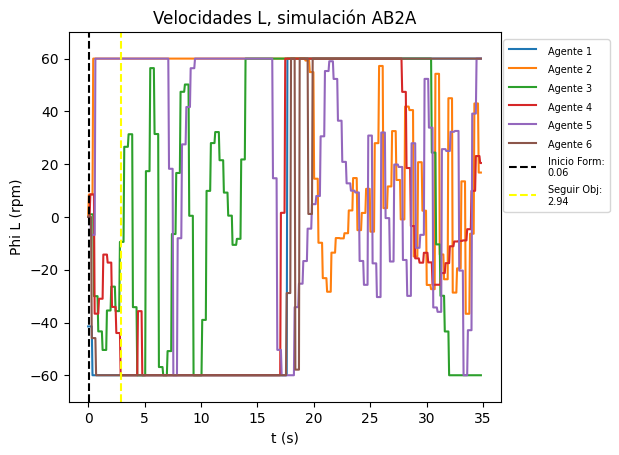 Velocidades L, simulación AB2A
Phi L (rpm)
60
40
20
0
−20
−40
−60
0
5
10
15
20
25
30
35
t (s)
Agente 1
Agente 2
Agente 3
Agente 4
Agente 5
Agente 6
Inicio Form:
0.06
Seguir Obj:
2.94